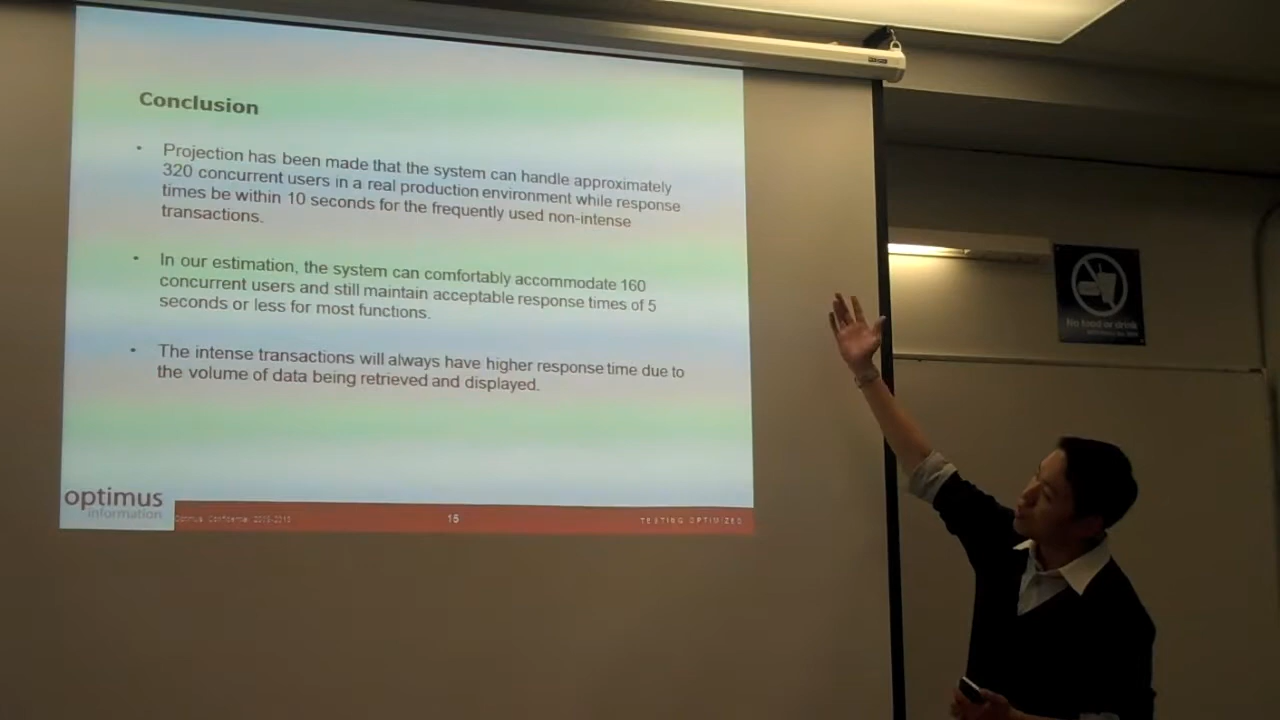 Conclusion
• Projection has been made that the system can handle approximately
320 concurrent users in a real production environment while response
times be within 10 seconds for the frequently used non-intense
transactions.
• In our estimation, the system can comfortably accommodate 160
concurrent users and still maintain acceptable response times of 5
seconds or less for most functions.
• The intense transactions will always have higher response time due to
the volume of data being retrieved and displayed.
optimus
information
15
TESTING OPTIMIZED
No food or drink